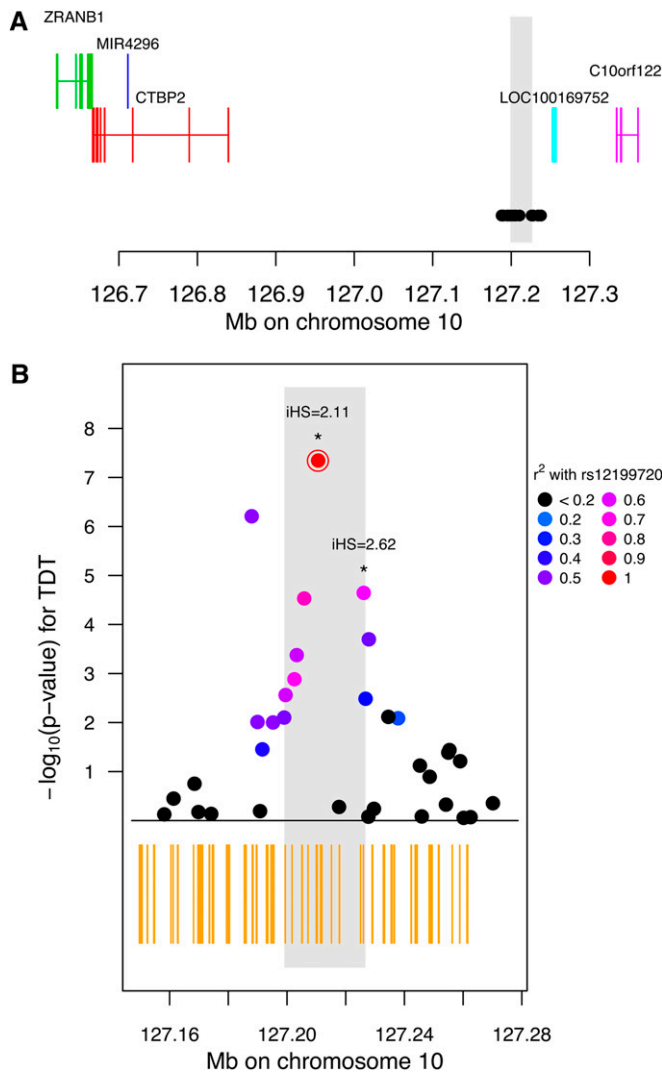 A
ZRANB1
MIR4296
CTBP2
C10orf122
LOC100169752
126.7 126.8 126.9 127.0 127.1 127.2 127.3
Mb on chromosome 10
B
iHS=2.11
*
iHS=2.62
*
8
7
6
5
4
3
2
1
−log10(p−value) for TDT
r2 with rs12199720
< 0.2 0.6
0.2 0.7
0.3 0.8
0.4 0.9
0.5 1
127.16 127.20 127.24 127.28
Mb on chromosome 10